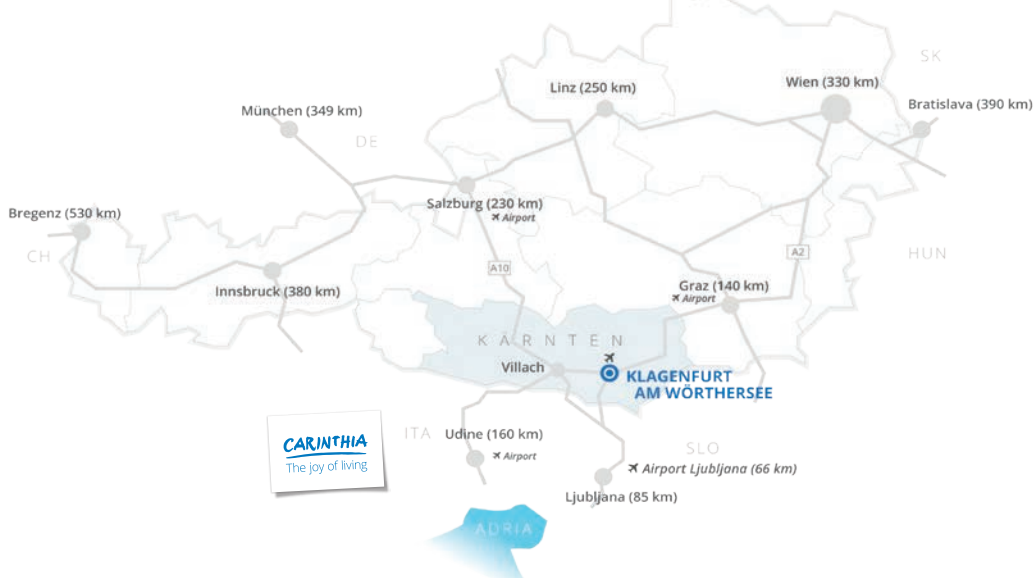 SK
Linz (250 km)
Wien (330 km)
München (349 km)
Bratislava (390 km)
DE
Salzburg (230 km)
Airport
Bregenz (530 km)
CH
A2
HUN
A10
Innsbruck (380 km)
Graz (140 km)
Airport
KÄRNTEN
Villach
KLAGENFURT
AM WÖRTHERSEE
ITA
Udine (160 km)
Airport
CARINTHIA
The joy of living
SLO
Airport Ljubljana (66 km)
Ljubljana (85 km)
ADRIA